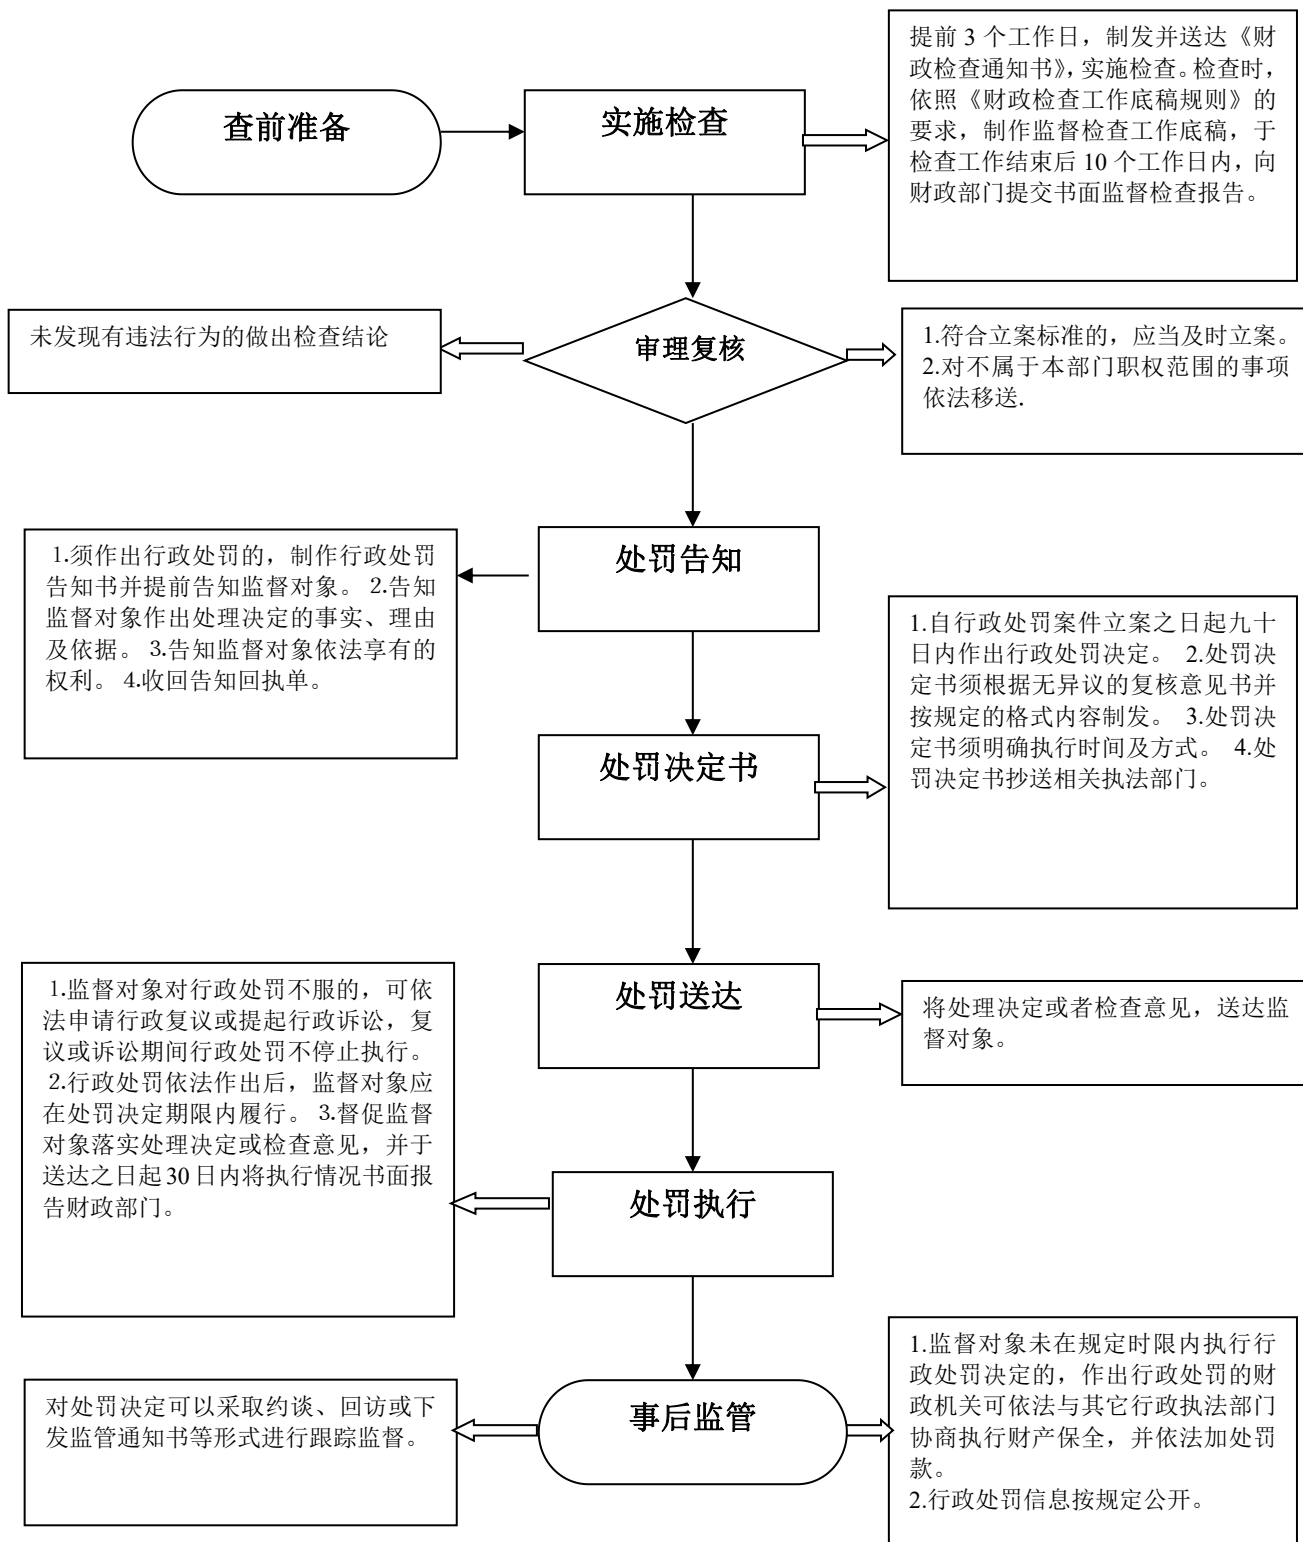 查前准备
实施检查
提前 3 个工作日，制发并送达《财
政检查通知书》，实施检查。检查时，
依照《财政检查工作底稿规则》的
要求，制作监督检查工作底稿，于
检查工作结束后 10 个工作日内，向
财政部门提交书面监督检查报告。
未发现有违法行为的做出检查结论
审理复核
1.符合立案标准的，应当及时立案。
2.对不属于本部门职权范围的事项
依法移送.
1.须作出行政处罚的，制作行政处罚
告知书并提前告知监督对象。 2.告知
监督对象作出处理决定的事实、理由
及依据。 3.告知监督对象依法享有的
权利。 4.收回告知回执单。
处罚告知
1.自行政处罚案件立案之日起九十
日内作出行政处罚决定。 2.处罚决
定书须根据无异议的复核意见书并
按规定的格式内容制发。 3.处罚决
定书须明确执行时间及方式。 4.处
罚决定书抄送相关执法部门。
处罚决定书
处罚送达
将处理决定或者检查意见，送达监
督对象。
1.监督对象对行政处罚不服的，可依
法申请行政复议或提起行政诉讼，复
议或诉讼期间行政处罚不停止执行。
2.行政处罚依法作出后，监督对象应
在处罚决定期限内履行。 3.督促监督
对象落实处理决定或检查意见，并于
送达之日起 30 日内将执行情况书面报
告财政部门。
处罚执行
对处罚决定可以采取约谈、回访或下
发监管通知书等形式进行跟踪监督。
事后监管
1.监督对象未在规定时限内执行行
政处罚决定的，作出行政处罚的财
政机关可依法与其它行政执法部门
协商执行财产保全，并依法加处罚
款。
2.行政处罚信息按规定公开。